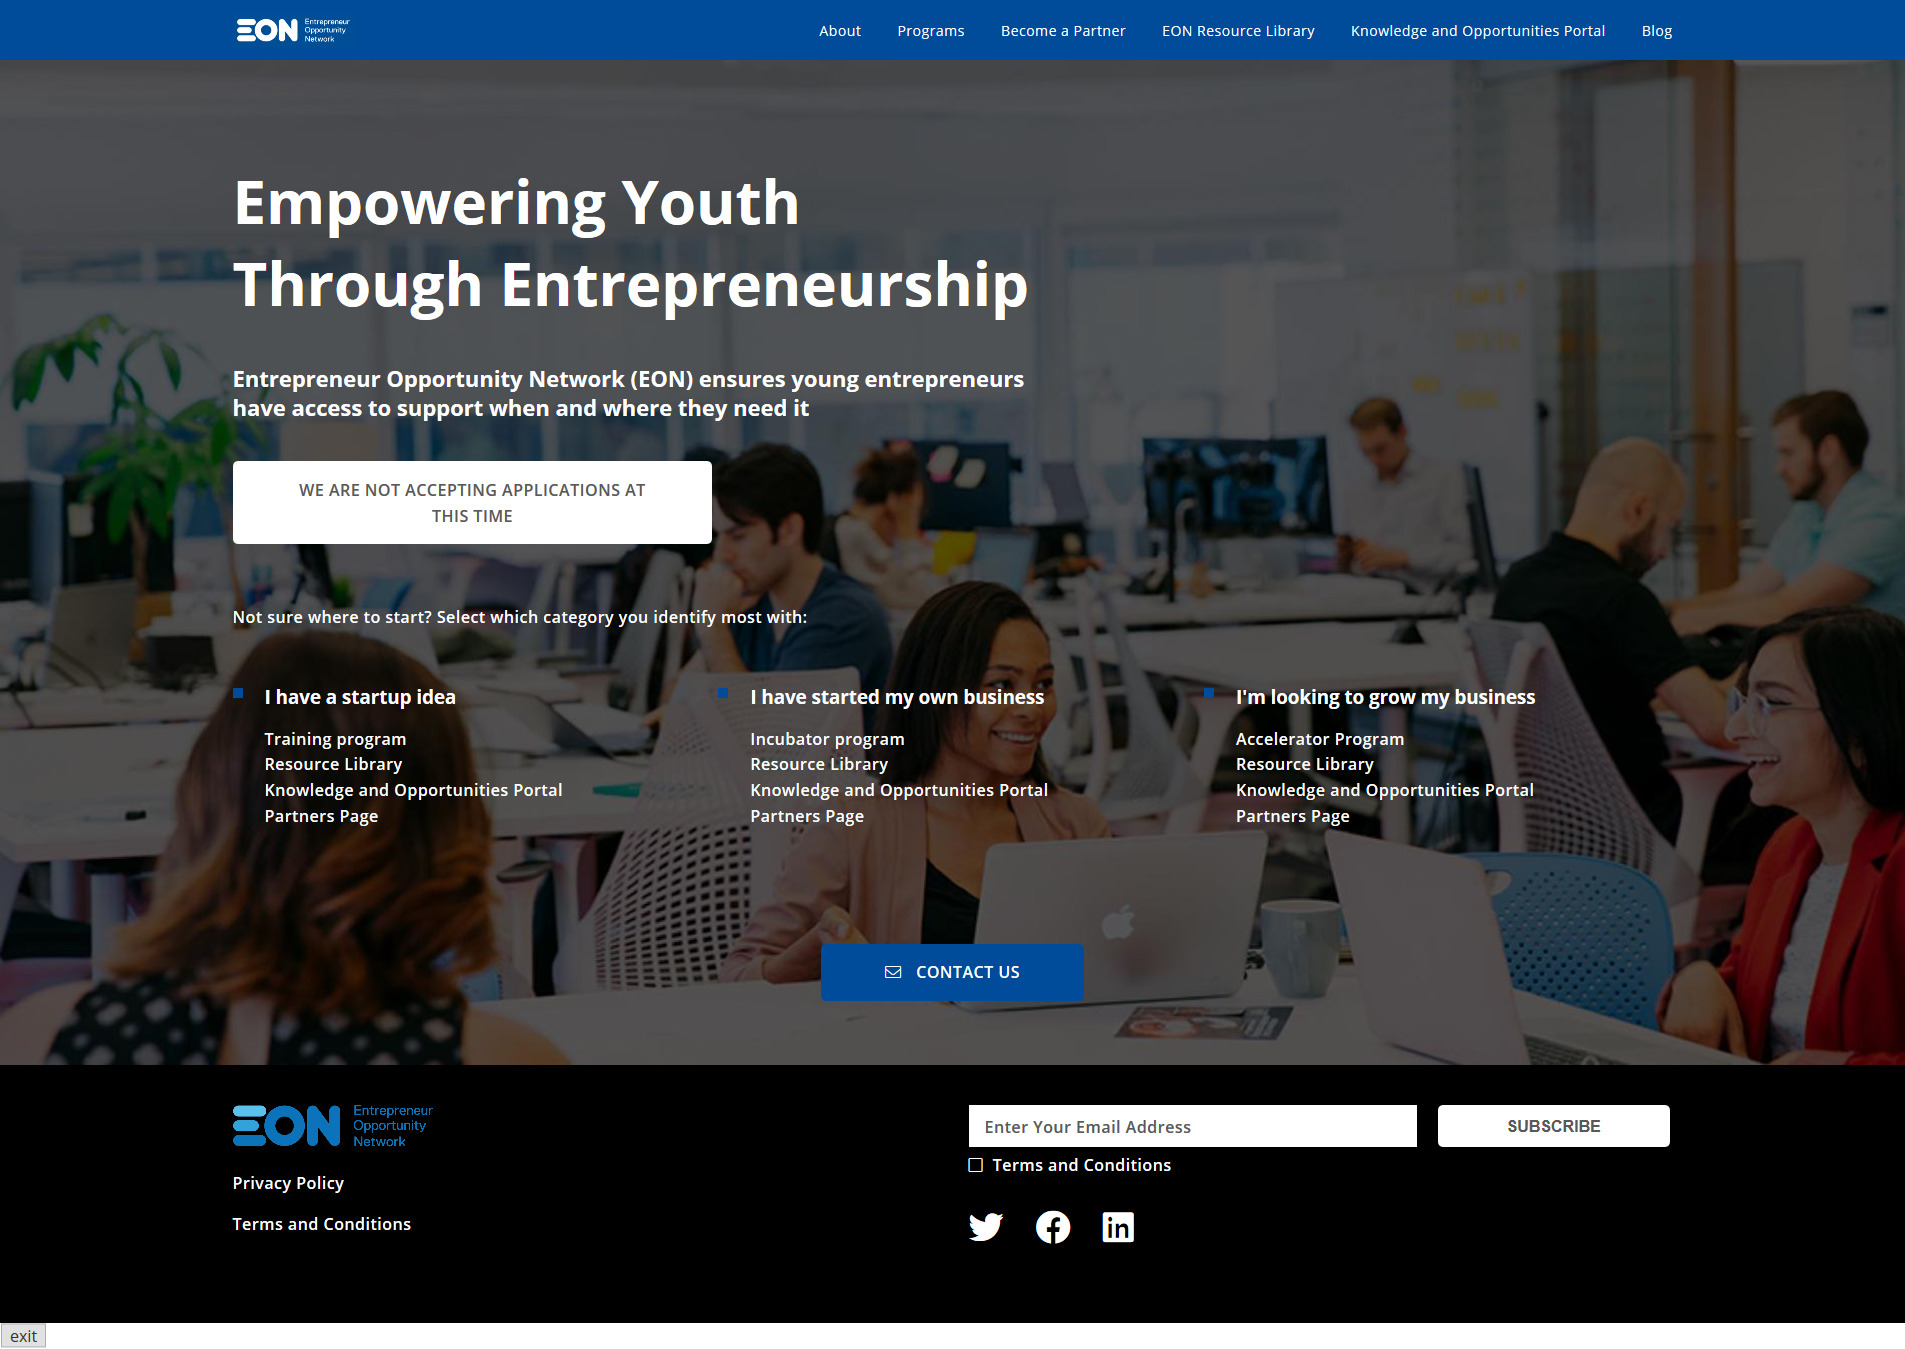 EON Entrepreneur
Opportunity
Network
About Programs Become a Partner EON Resource Library Knowledge and Opportunities Portal Blog
Empowering Youth
Through Entrepreneurship
Entrepreneur Opportunity Network (EON) ensures young entrepreneurs
have access to support when and where they need it
WE ARE NOT ACCEPTING APPLICATIONS AT
THIS TIME
Not sure where to start? Select which category you identify most with:
I have a startup idea
Training program
Resource Library
Knowledge and Opportunities Portal
Partners Page
I have started my own business
Incubator program
Resource Library
Knowledge and Opportunities Portal
Partners Page
I'm looking to grow my business
Accelerator Program
Resource Library
Knowledge and Opportunities Portal
Partners Page
CONTACT US
EON Entrepreneur
Opportunity
Network
Privacy Policy
Terms and Conditions
Enter Your Email Address
SUBSCRIBE
Terms and Conditions
exit